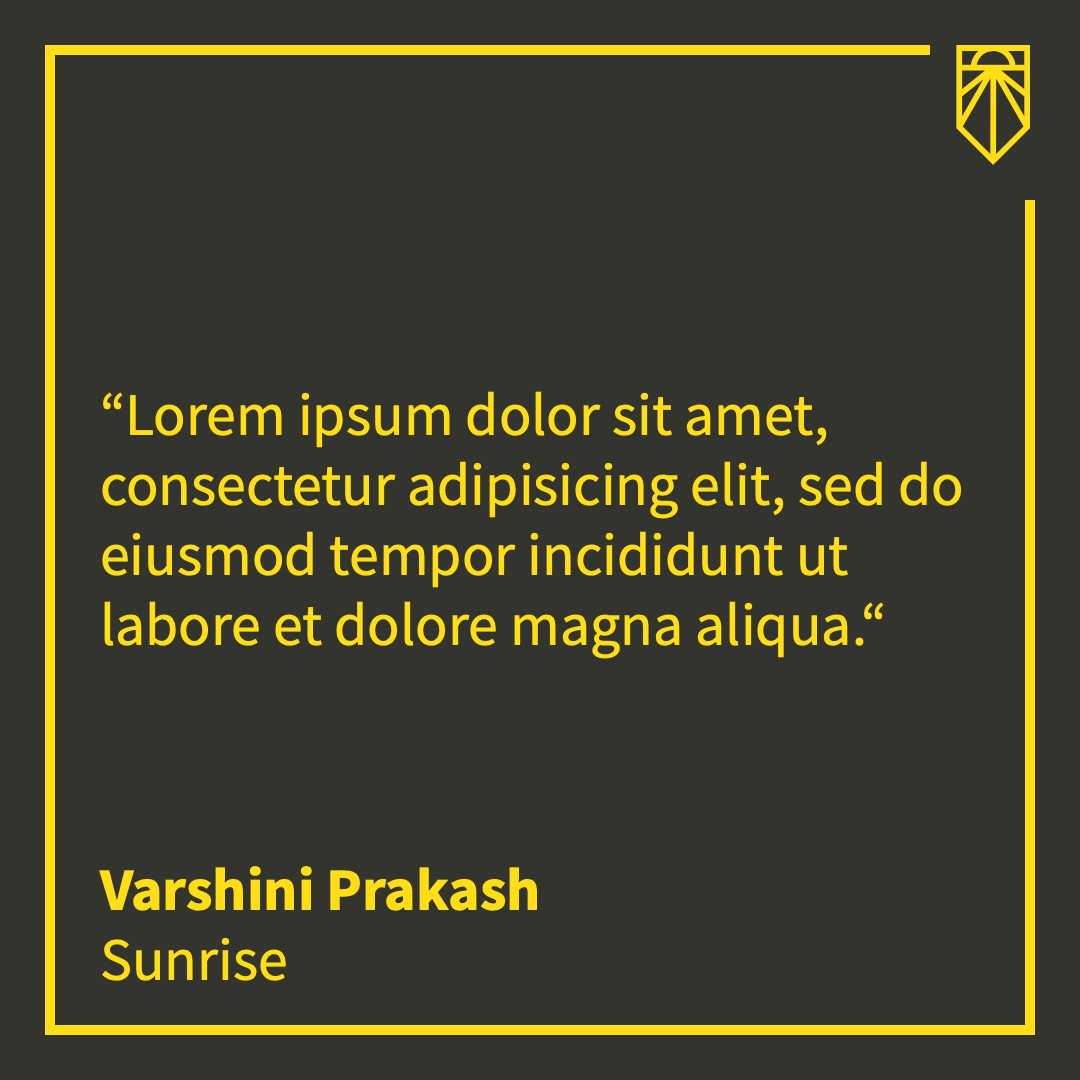 “Lorem ipsum dolor sit amet,
consectetur adipisicing elit, sed do
eiusmod tempor incididunt ut
labore et dolore magna aliqua.“
Varshini Prakash
Sunrise